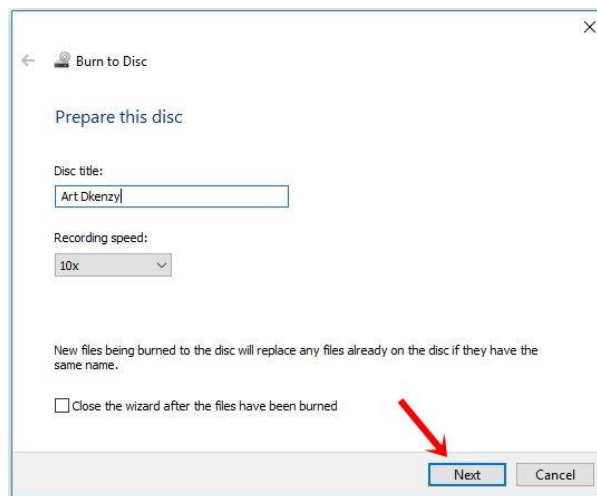 Burn to Disc
Prepare this disc
Disc title:
Art Dkenzy
Recording speed:
10x
New files being burned to the disc will replace any files already on the disc if they have the
same name.
Close the wizard after the files have been burned
Next
Cancel